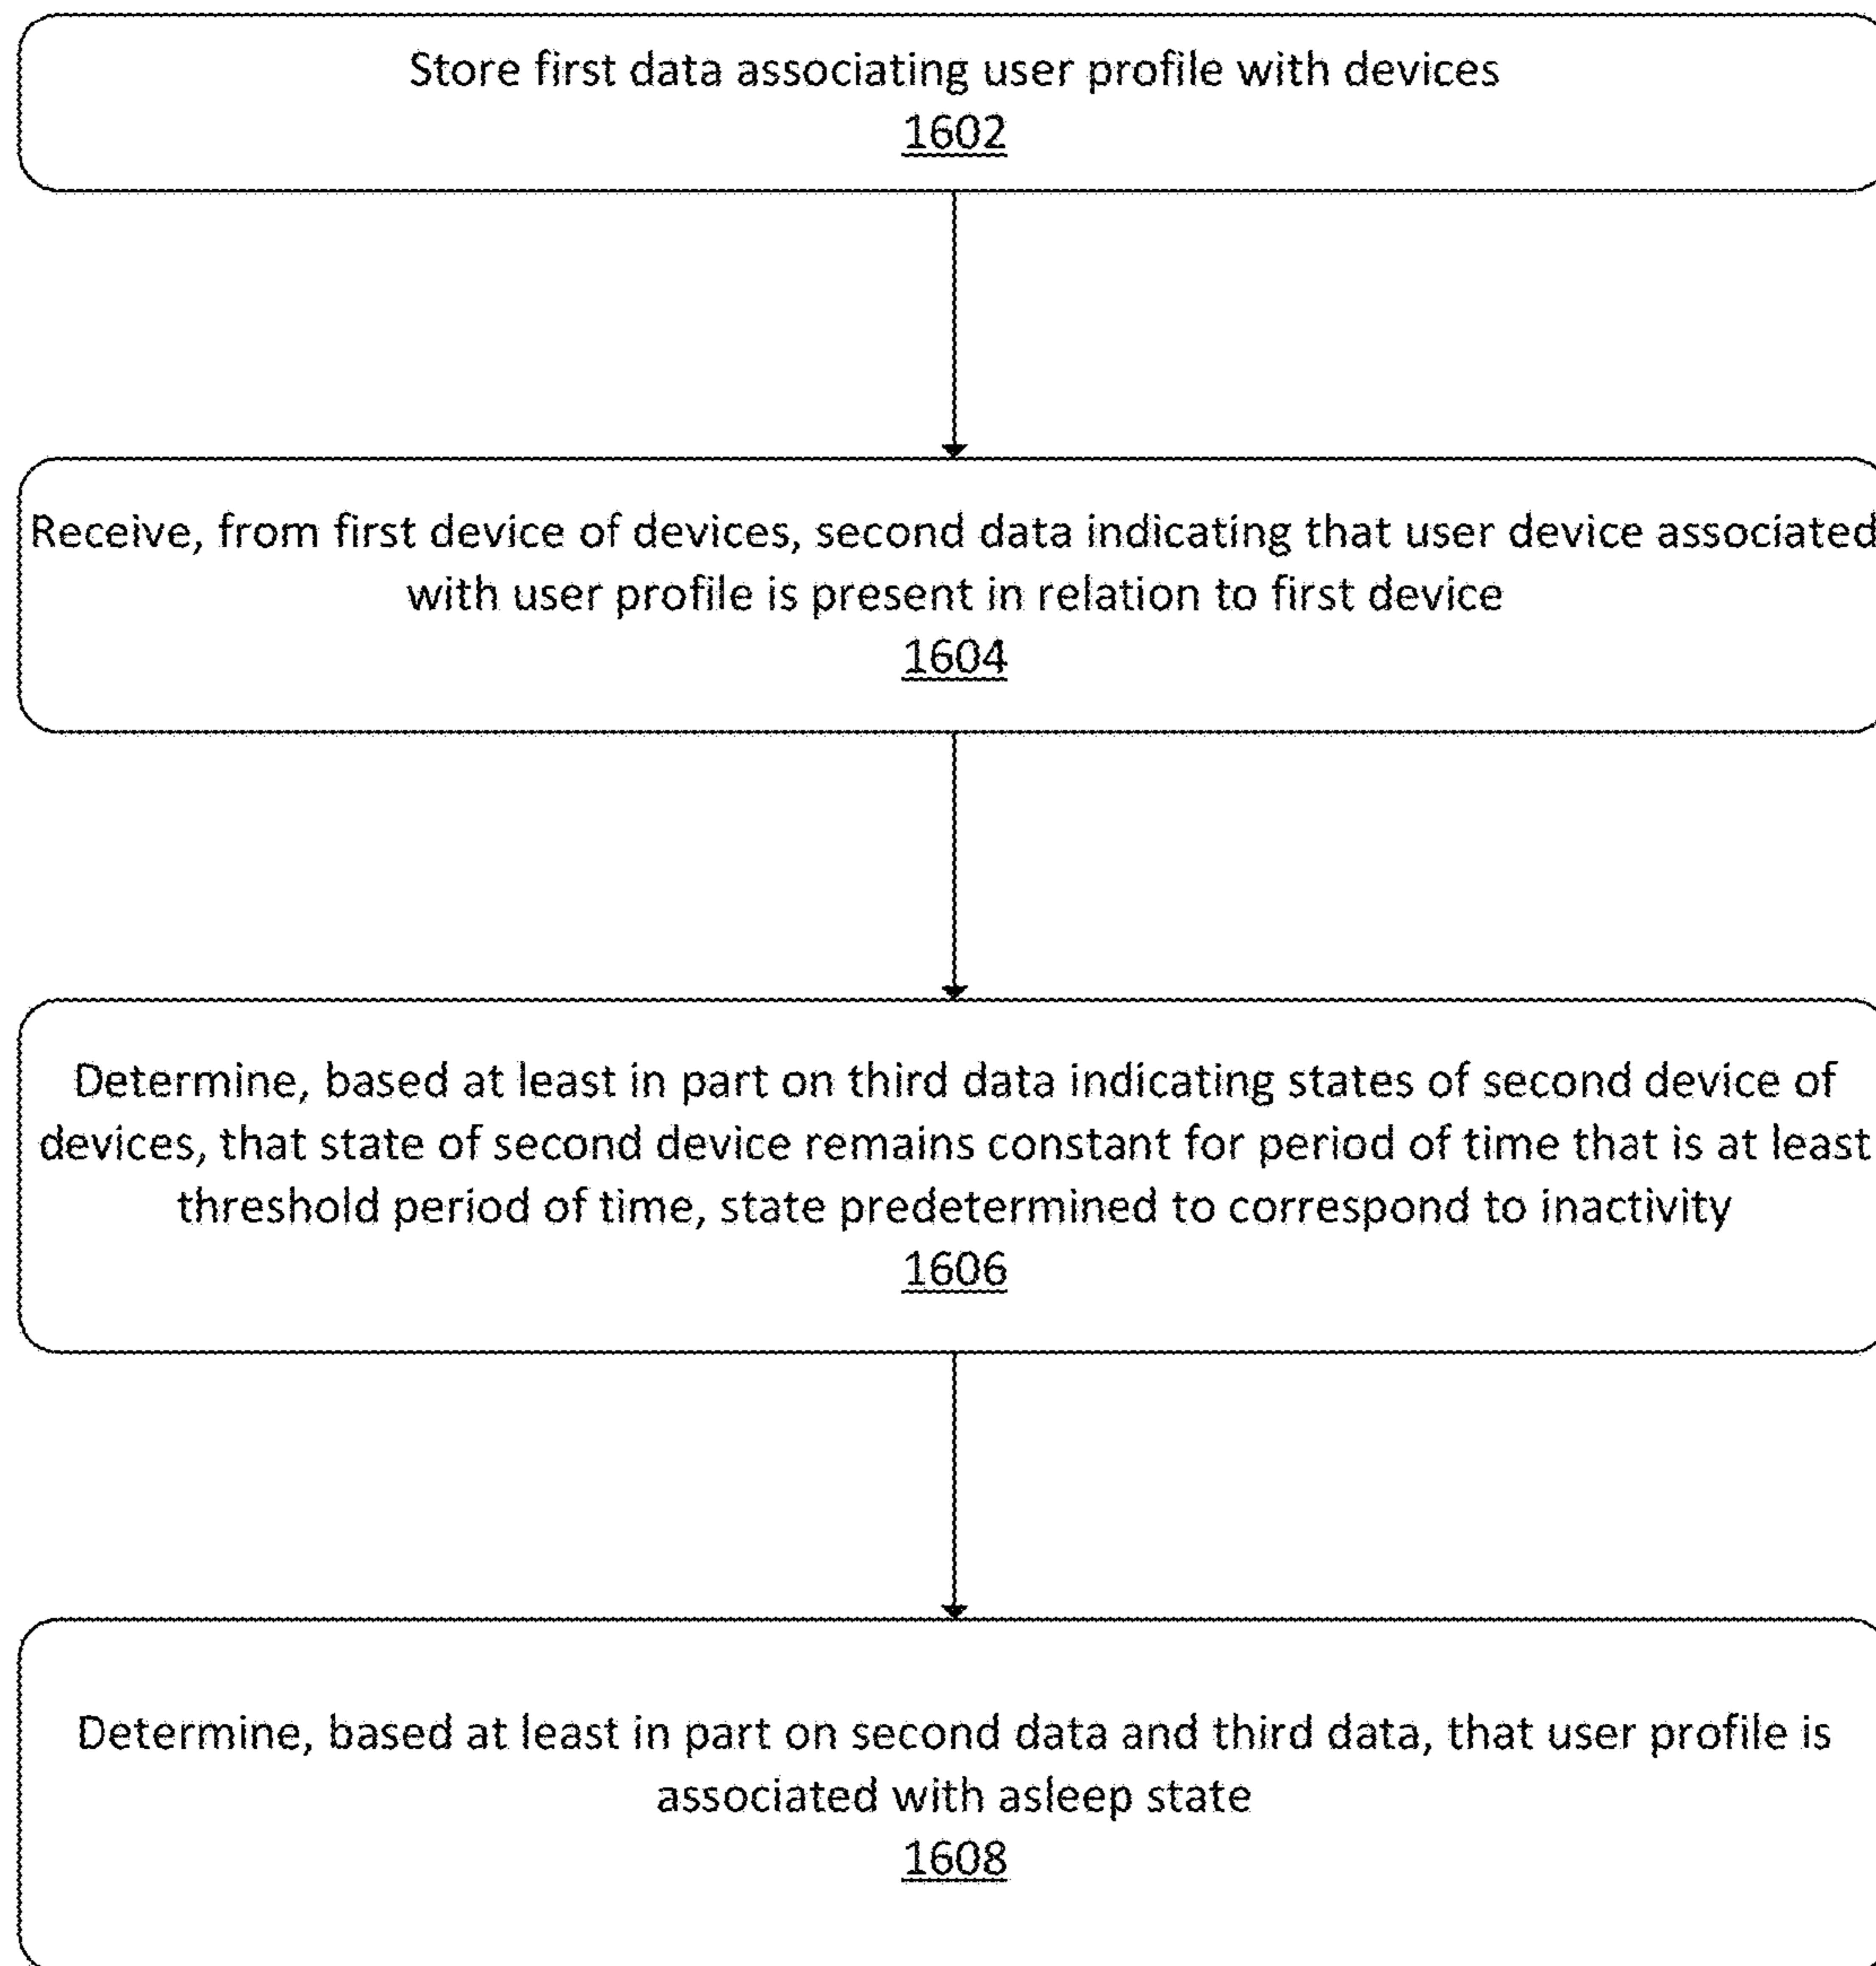 Store first data associating user profile with devices
1602
Receive, from first device of devices, second data indicating that user device associated
with user profile is present in relation to first device
1604
Determine, based at least in part on third data indicating states of second device of
devices, that state of second device remains constant for period of time that is at least
threshold period of time, state predetermined to correspond to inactivity
1606
Determine, based at least in part on second data and third data, that user profile is
associated with asleep state
1608